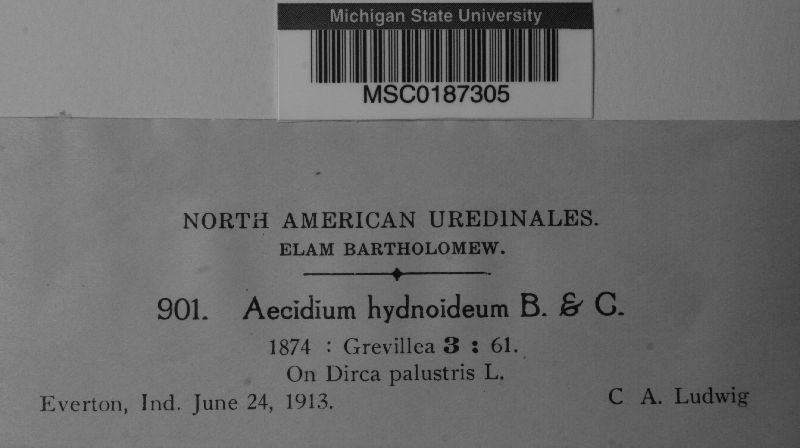 Michigan State University
MSC0187305
NORTH AMERICAN UREDINALES.
ELAM BARTHOLOMEW.
901. Aecidium hydnoideum B. & C.
1874 : Grevillea 3 : 61.
On Dirca palustris L.
Everton, Ind. June 24, 1913. C A. Ludwig